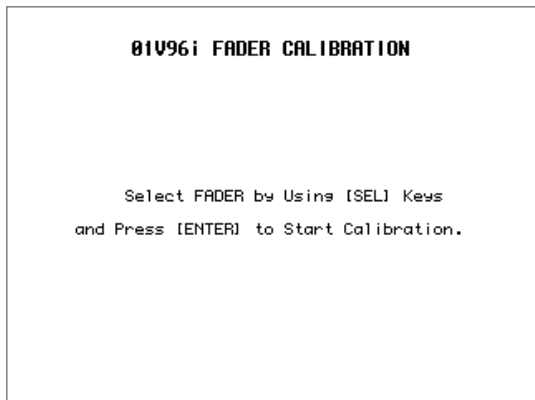 01V96i FADER CALIBRATION
Select FADER by Using [SEL] Keys
and Press [ENTER] to Start Calibration.